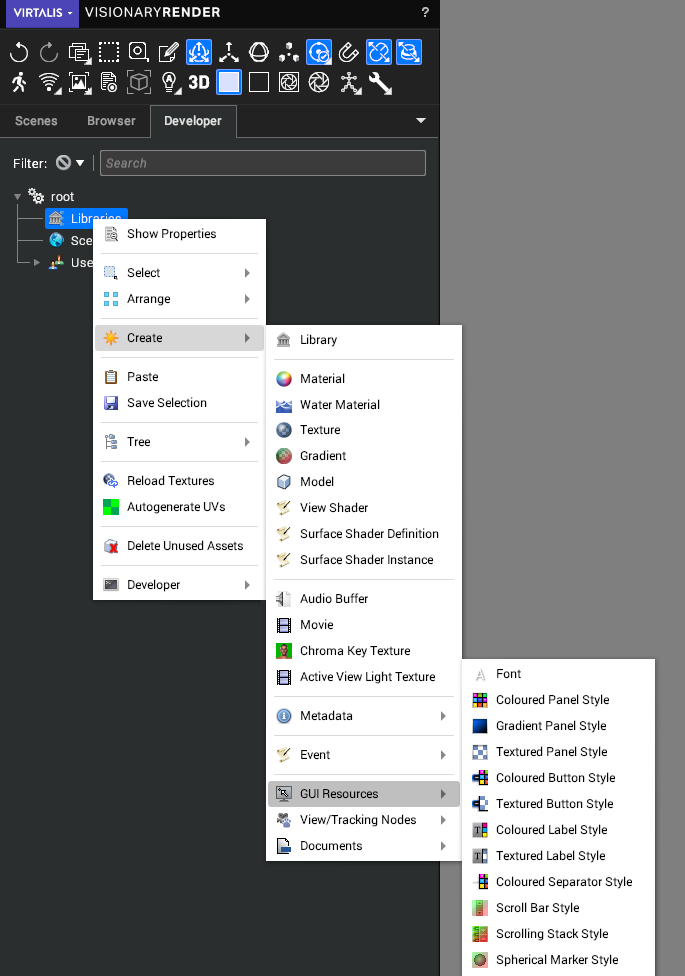 VIRTALIS VISIONARYRENDER ?
3D
Scenes Browser Developer
Filter: Search
root
Libraries
Sce
Use
Show Properties
Select
Arrange
Create
Paste
Save Selection
Tree
Reload Textures
Autogenerate UVs
Delete Unused Assets
Developer
Library
Material
Water Material
Texture
Gradient
Model
View Shader
Surface Shader Definition
Surface Shader Instance
Audio Buffer
Movie
Chroma Key Texture
Active View Light Texture
Metadata
Event
GUI Resources
View/Tracking Nodes
Documents
Font
Coloured Panel Style
Gradient Panel Style
Textured Panel Style
Coloured Button Style
Textured Button Style
Coloured Label Style
Textured Label Style
Coloured Separator Style
Scroll Bar Style
Scrolling Stack Style
Spherical Marker Style